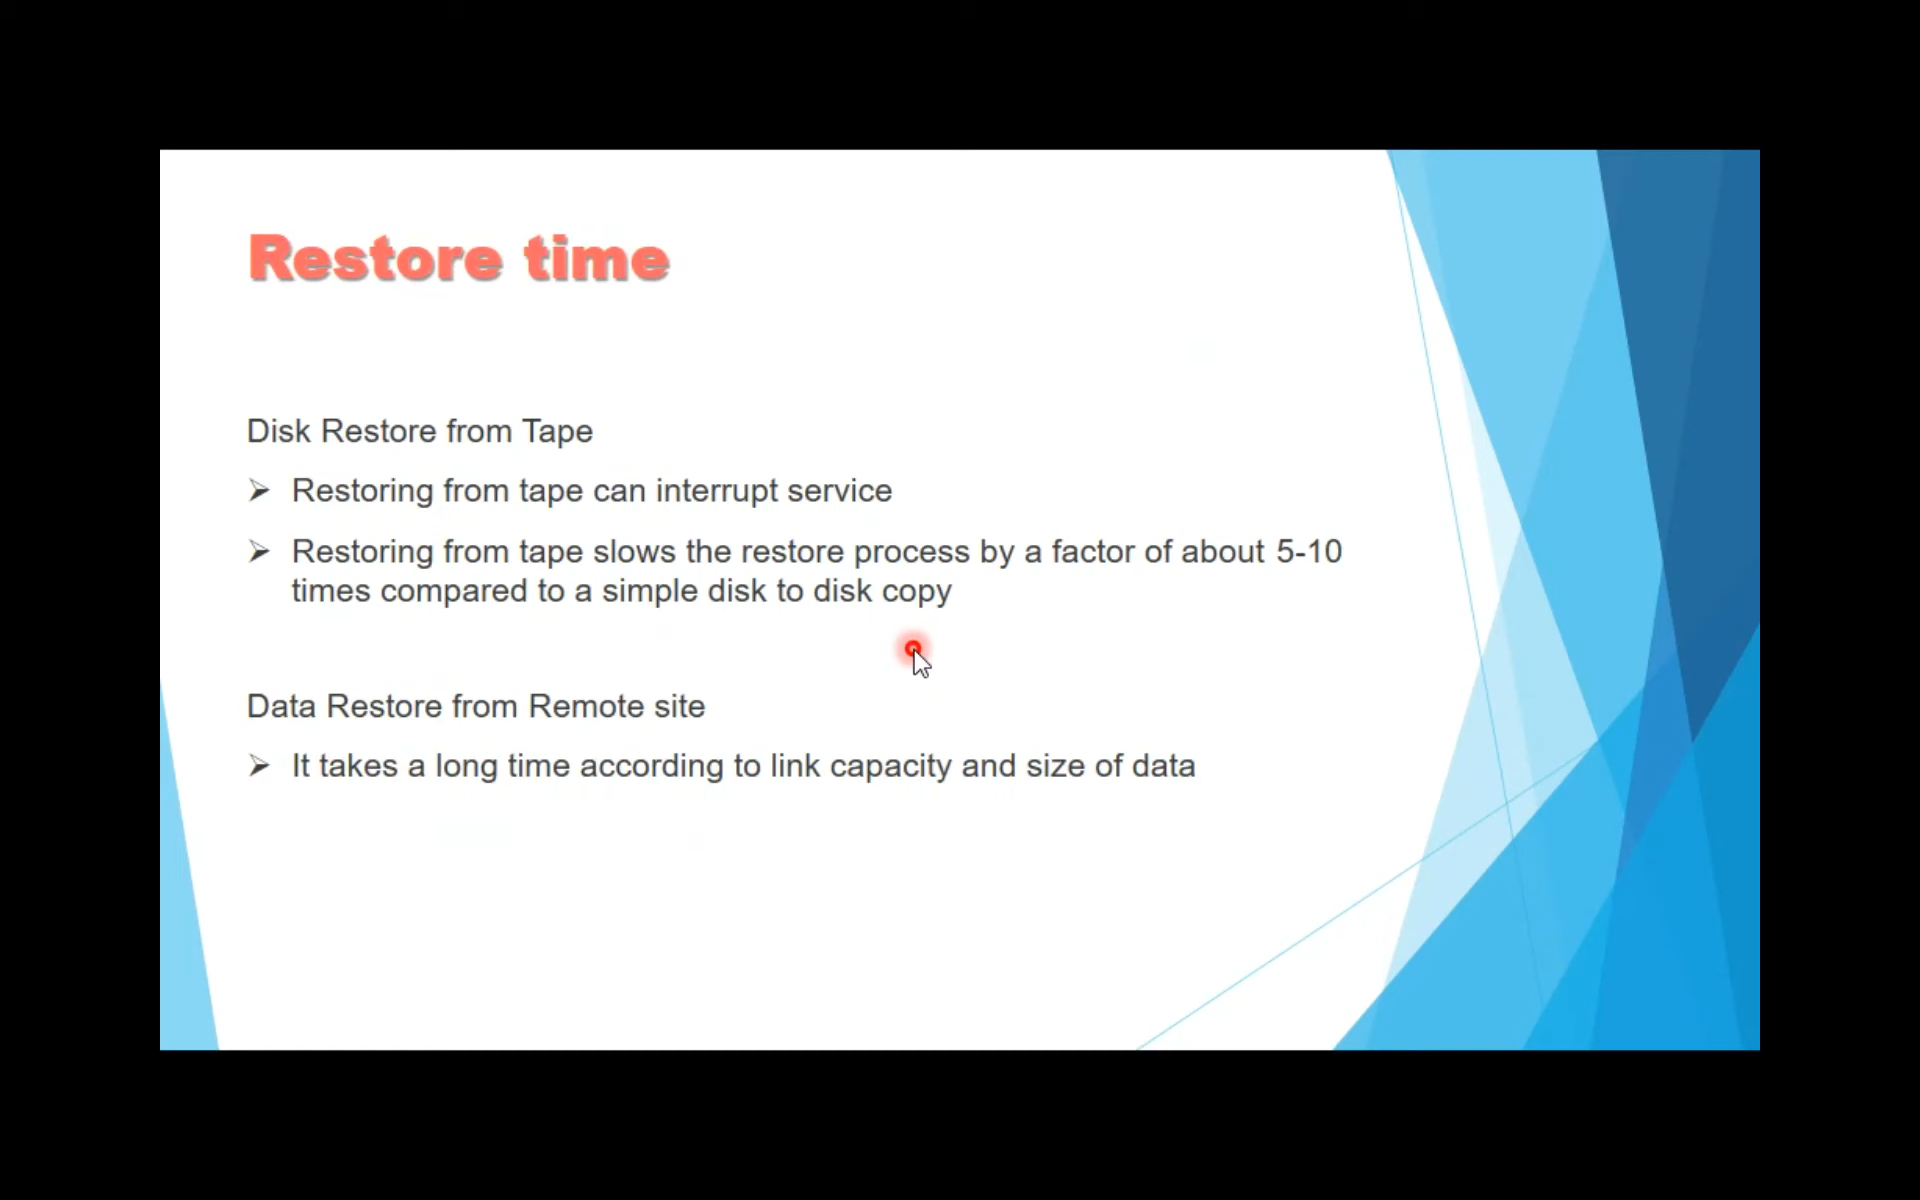 Restore time
Disk Restore from Tape
➢ Restoring from tape can interrupt service
➢ Restoring from tape slows the restore process by a factor of about 5-10
times compared to a simple disk to disk copy
Data Restore from Remote site
➢ It takes a long time according to link capacity and size of data